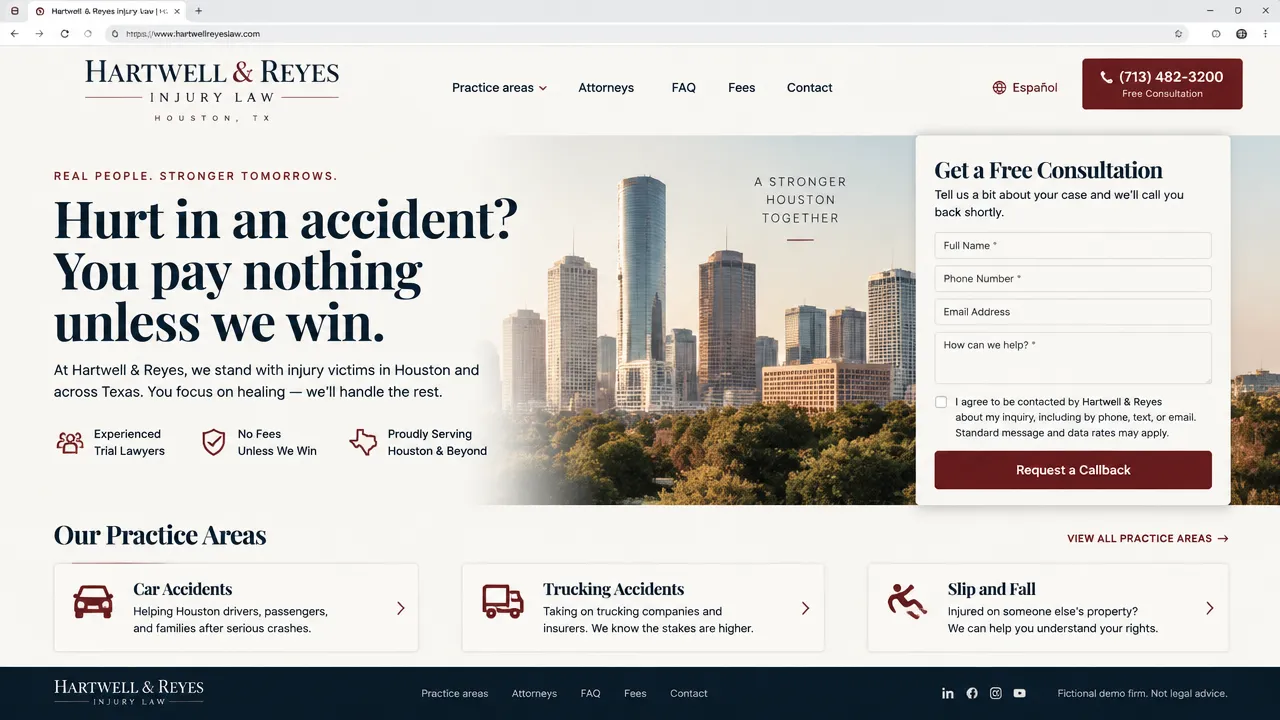 Hartwell & Reyes Injury Law | H
https://www.hartwellreyeslaw.com
HARTWELL & REYES
INJURY LAW
HOUSTON, TX
Practice areas
Attorneys
FAQ
Fees
Contact
Español
(713) 482-3200
Free Consultation
REAL PEOPLE. STRONGER TOMORROWS.
Hurt in an accident?
You pay nothing
unless we win.
At Hartwell & Reyes, we stand with injury victims in Houston and
across Texas. You focus on healing — we'll handle the rest.
Experienced
Trial Lawyers
No Fees
Unless We Win
Proudly Serving
Houston & Beyond
A STRONGER
HOUSTON
TOGETHER
Get a Free Consultation
Tell us a bit about your case and we'll call you
back shortly.
Full Name *
Phone Number *
Email Address
How can we help? *
I agree to be contacted by Hartwell & Reyes
about my inquiry, including by phone, text, or email.
Standard message and data rates may apply.
Request a Callback
Our Practice Areas
VIEW ALL PRACTICE AREAS →
Car Accidents
Helping Houston drivers, passengers,
and families after serious crashes.
Trucking Accidents
Taking on trucking companies and
insurers. We know the stakes are higher.
Slip and Fall
Injured on someone else's property?
We can help you understand your rights.
HARTWELL & REYES
INJURY LAW
Practice areas
Attorneys
FAQ
Fees
Contact
Fictional demo firm. Not legal advice.